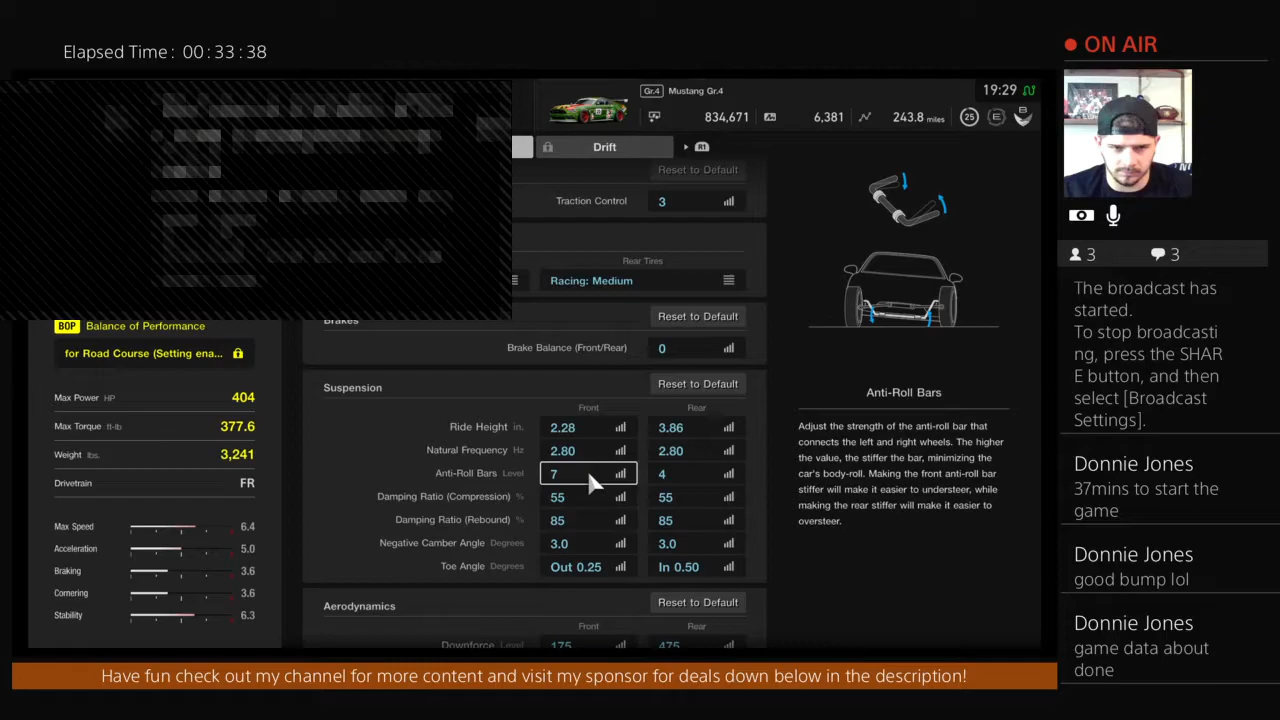 Elapsed Time: 00:33:38
ON AIR
Gr.4 Mustang Gr.4
19:29
834,671
6,381
243.8 miles
25
E
B
Drift
R1
Reset to Default
Traction Control 3
Rear Tires
Racing: Medium
Brakes Reset to Default
Brake Balance (Front/Rear) 0
Suspension Reset to Default
Front Rear
Ride Height in. 2.28 3.86
Natural Frequency Hz 2.80 2.80
Anti-Roll Bars Level 7 4
Damping Ratio (Compression) % 55 55
Damping Ratio (Rebound) % 85 85
Negative Camber Angle Degrees 3.0 3.0
Toe Angle Degrees Out 0.25 In 0.50
Aerodynamics Reset to Default
Front Rear
Downforce Level 175 475
BOP Balance of Performance
for Road Course (Setting ena...
Max Power HP 404
Max Torque ft-lb 377.6
Weight lbs. 3,241
Drivetrain FR
Max Speed 6.4
Acceleration 5.0
Braking 3.6
Cornering 3.6
Stability 6.3
Anti-Roll Bars
Adjust the strength of the anti-roll bar that
connects the left and right wheels. The higher
the value, the stiffer the bar, minimizing the
car's body-roll. Making the front anti-roll bar
stiffer will make it easier to understeer, while
making the rear stiffer will make it easier to
oversteer.
3 3
The broadcast has
started.
To stop broadcasti
ng, press the SHAR
E button, and then
select [Broadcast
Settings].
Donnie Jones
37mins to start the
game
Donnie Jones
good bump lol
Donnie Jones
game data about
done
Have fun check out my channel for more content and visit my sponsor for deals down below in the description!